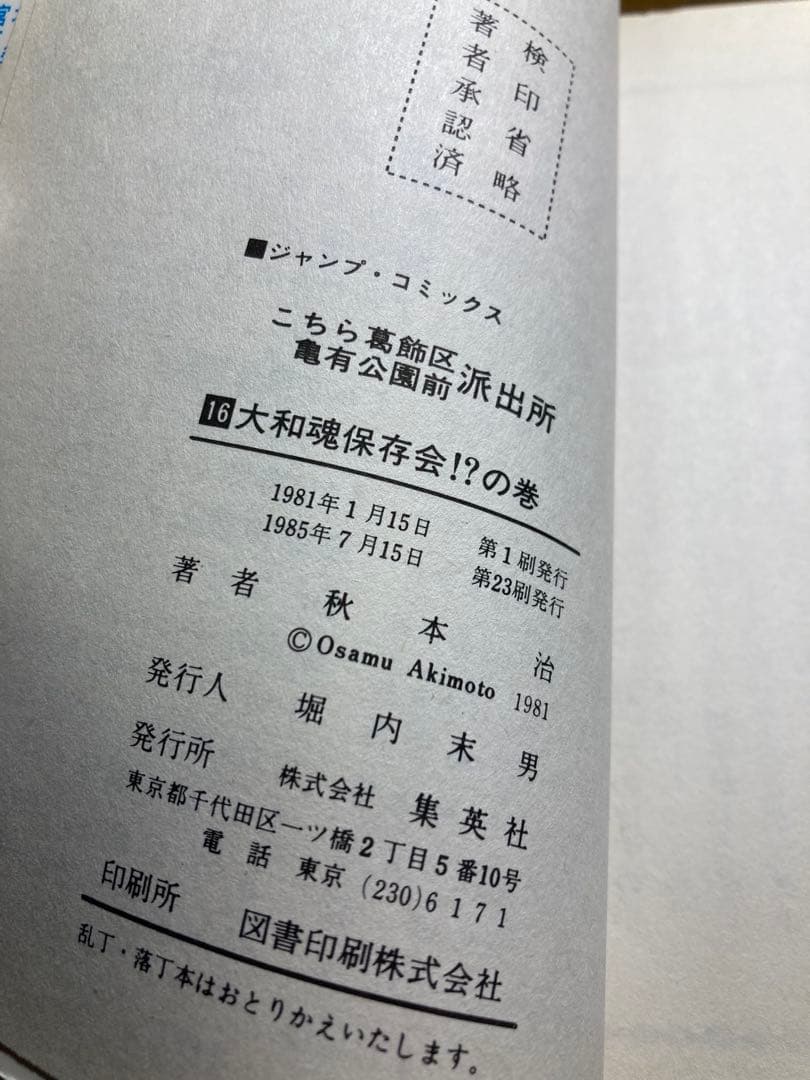 検印省略
著者承認済
■ジャンプ・コミックス
こちら葛飾区
亀有公園前
派出所
16大和魂保存会!?の巻
1981年1月15日 第1刷発行
1985年7月15日 第23刷発行
著者 秋本治
©Osamu Akimoto 1981
発行人 堀内末男
発行所 株式会社 集英社
東京都千代田区一ツ橋2丁目5番10号
電話 東京 (230)6171
印刷所 図書印刷株式会社
乱丁・落丁本はおとりかえいたします。